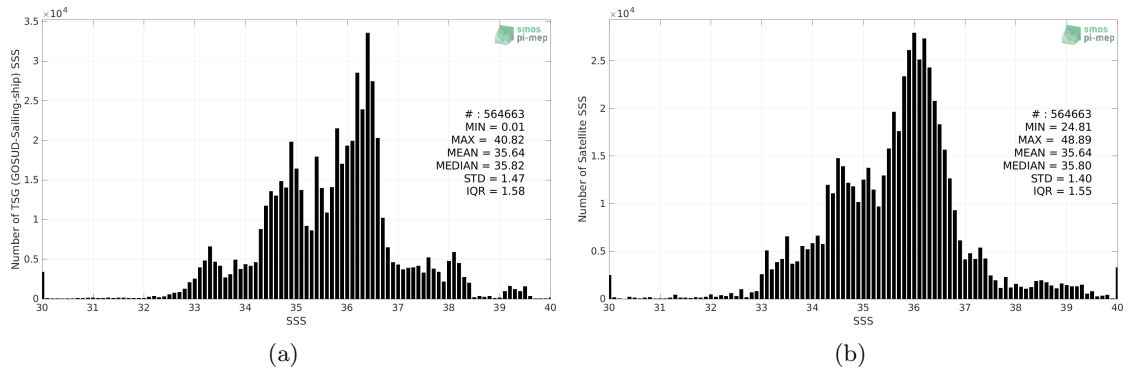 ×10⁴
3.5
3
2.5
2
1.5
1
0.5
0
Number of TSG (GOSUD-Sailing-ship) SSS
smos
pi-mep
# : 564663
MIN = 0.01
MAX = 40.82
MEAN = 35.64
MEDIAN = 35.82
STD = 1.47
IQR = 1.58
30 31 32 33 34 35 36 37 38 39 40
SSS
(a)
×10⁴
2.5
2
1.5
1
0.5
0
Number of Satellite SSS
smos
pi-mep
# : 564663
MIN = 24.81
MAX = 48.89
MEAN = 35.64
MEDIAN = 35.80
STD = 1.40
IQR = 1.55
30 31 32 33 34 35 36 37 38 39 40
SSS
(b)